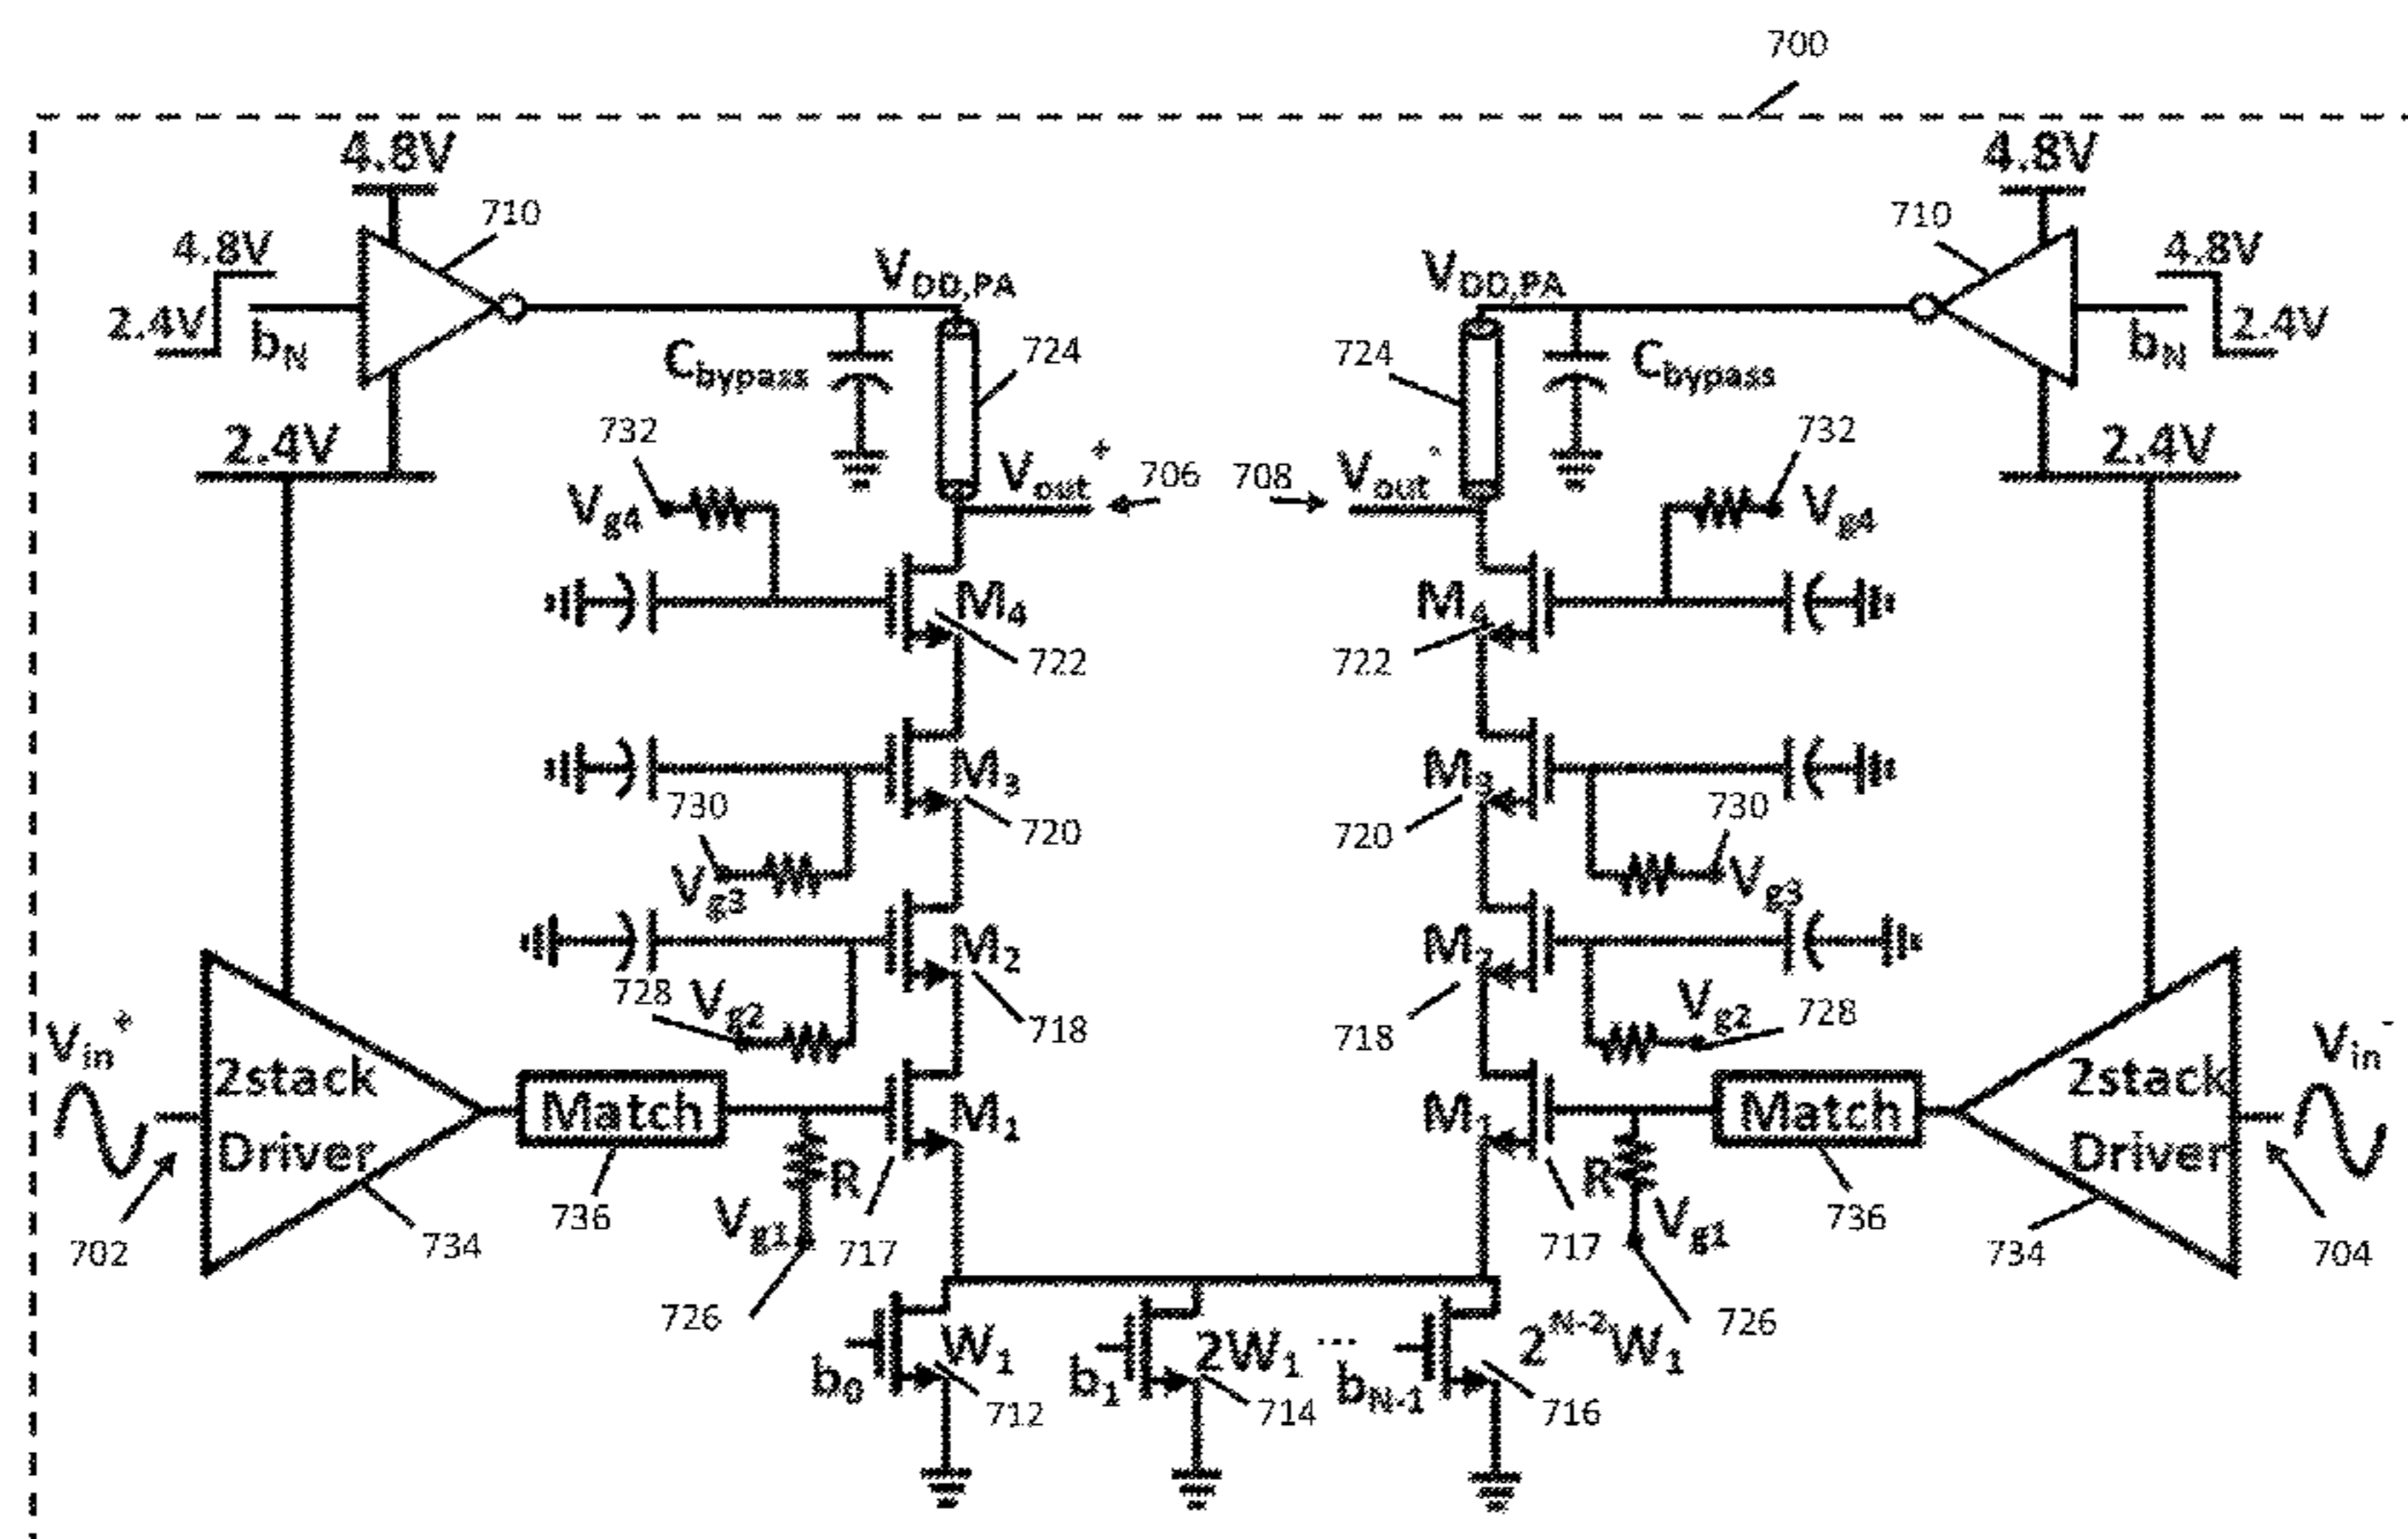 700
4.8V 4.8V
710 710
4.8V 4.8V
2.4V bN VDD,PA VDD,PA bN 2.4V
Cbypass 724 724 Cbypass
2.4V 732 732 2.4V
Vg4 Vout+ 706 708 Vout- Vg4
M4 M4
722 722
M3 M3
730 720 720 730
Vg3 Vg3
M2 M2
728 Vg2 718 718 Vg2 728
Vin+ 2stack Driver Match M1 M1 Match 2stack Driver Vin-
R R
702 734 736 Vg1 717 717 Vg1 736 734 704
726 726
b0 W1 b1 2W1 ... bN-1 2^N-2 W1
712 714 716